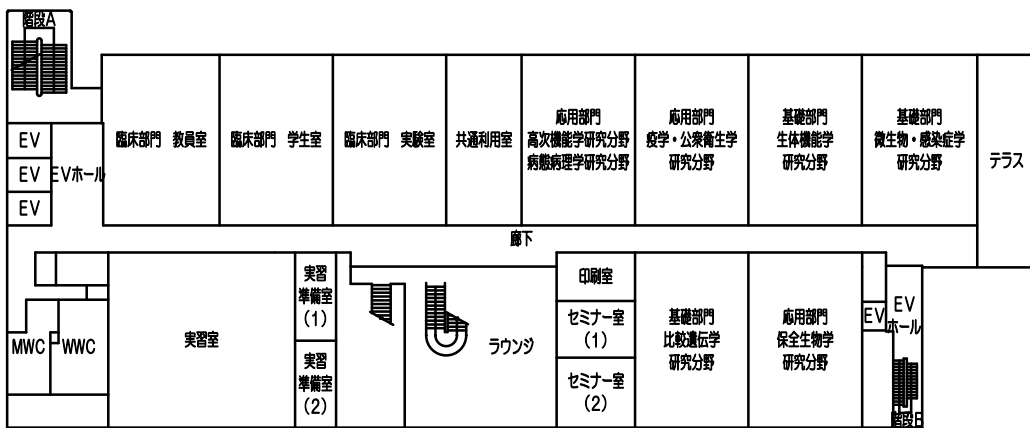 階段A
EV
EV
EV
EVホール
臨床部門 教員室
臨床部門 学生室
臨床部門 実験室
共通利用室
応用部門
高次機能学研究分野
病態病理学研究分野
応用部門
疫学・公衆衛生学
研究分野
基礎部門
生体機能学
研究分野
基礎部門
微生物・感染症学
研究分野
テラス
廊下
MWC
WWC
実習室
実習
準備室
(1)
実習
準備室
(2)
ラウンジ
印刷室
セミナー室
(1)
セミナー室
(2)
基礎部門
比較遺伝学
研究分野
応用部門
保全生物学
研究分野
EV
EV
ホール
階段B